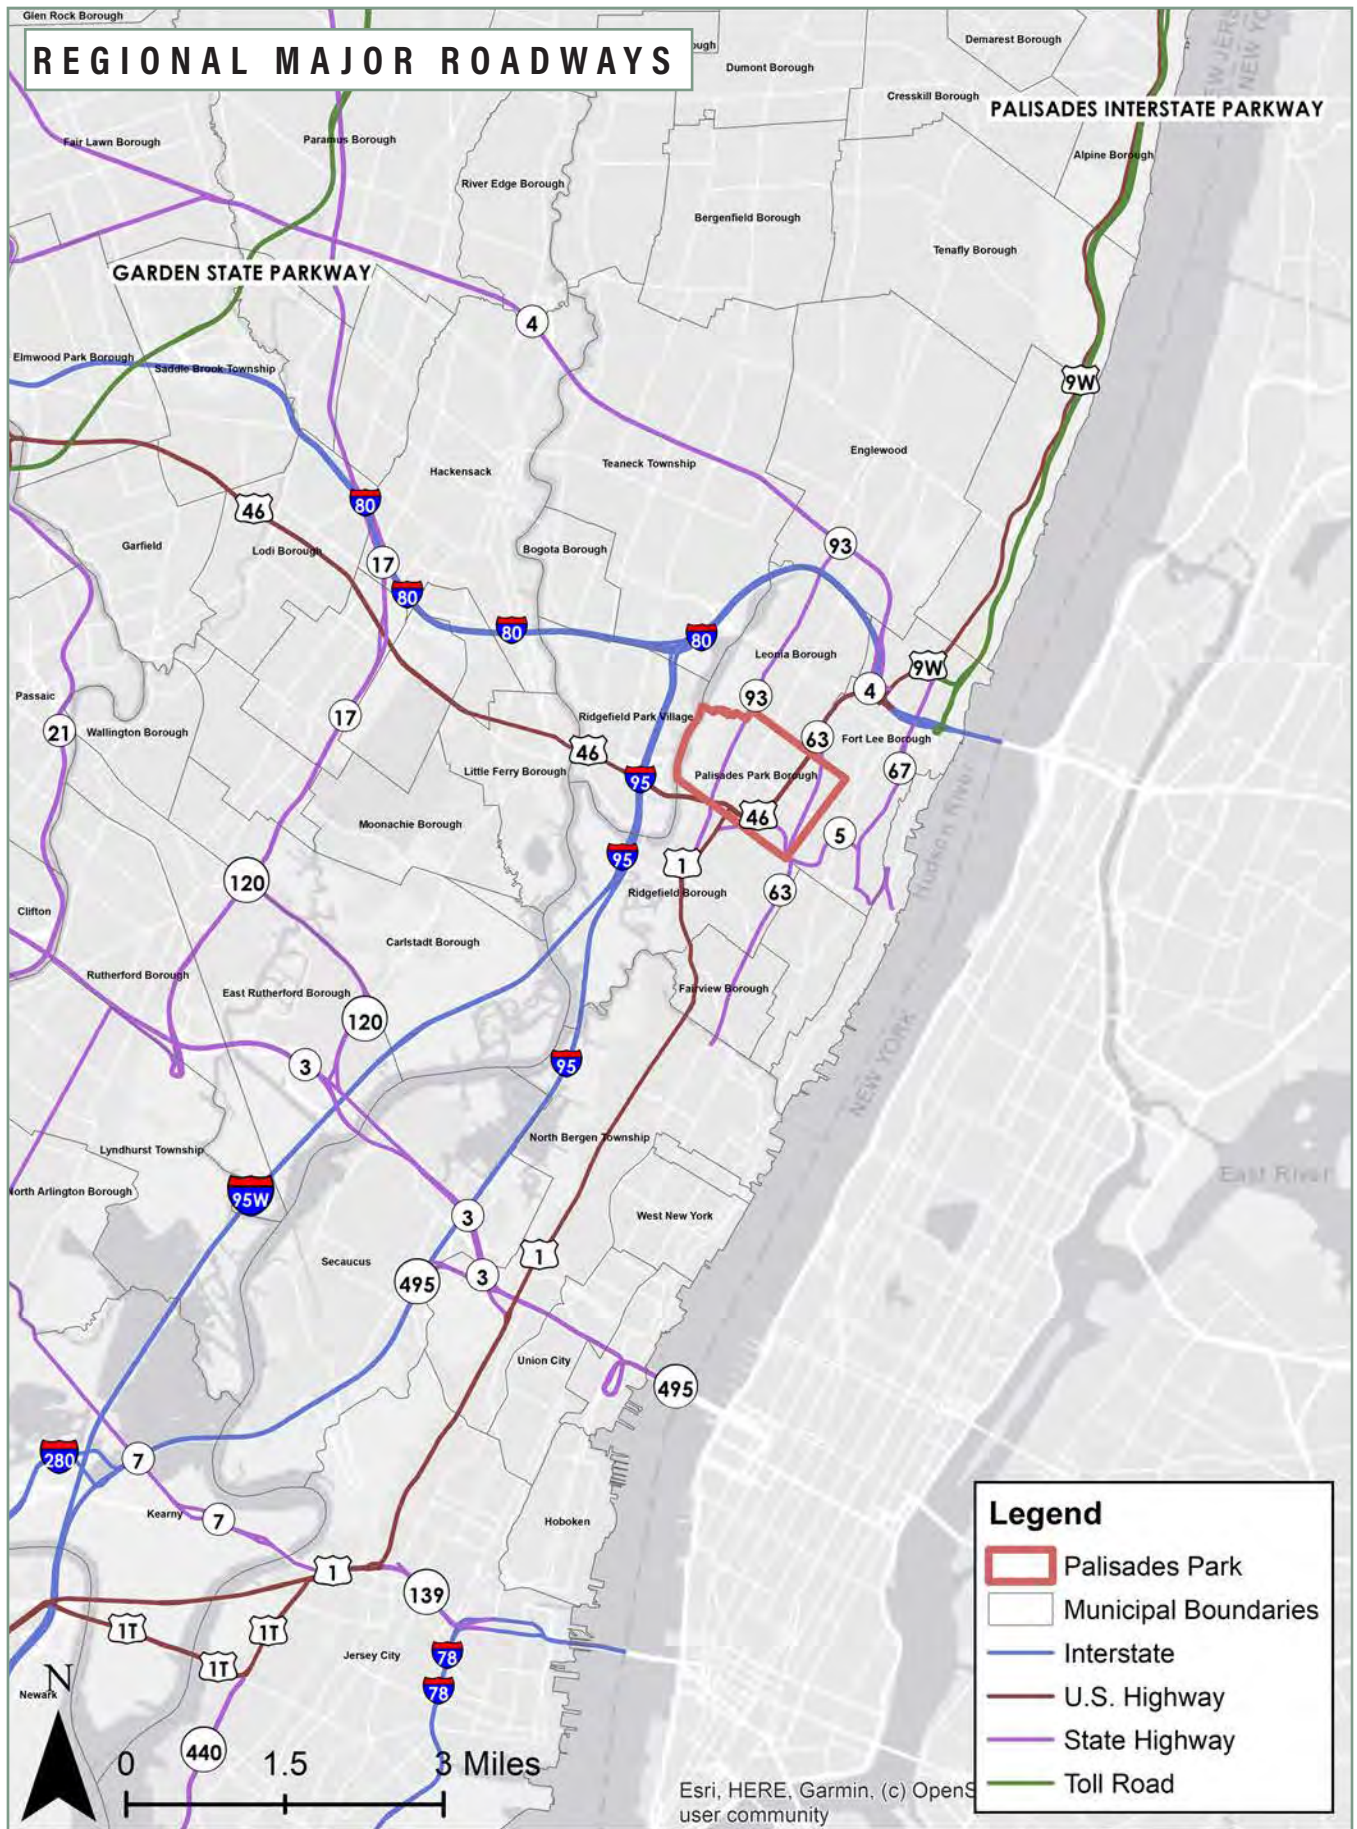 Glen Rock Borough
REGIONAL MAJOR ROADWAYS
ough
Demarest Borough
Dumont Borough
Cresskill Borough
PALISADES INTERSTATE PARKWAY
Fair Lawn Borough
Paramus Borough
Alpine Borough
River Edge Borough
Bergenfield Borough
Tenafly Borough
GARDEN STATE PARKWAY
4
Elmwood Park Borough
Saddle Brook Township
9W
Englewood
Hackensack
Teaneck Township
80
46
Garfield
Lodi Borough
Bogota Borough
93
17
80
80
80
Leonia Borough
9W
Passaic
93
4
17
Ridgefield Park Village
21
Wallington Borough
63
Fort Lee Borough
46
Little Ferry Borough
95
Palisades Park Borough
67
Hudson River
46
Moonachie Borough
5
95
1
120
Ridgefield Borough
63
Clifton
Carlstadt Borough
Rutherford Borough
East Rutherford Borough
Fairview Borough
120
NEW YORK
3
95
Lyndhurst Township
North Bergen Township
East River
orth Arlington Borough
95W
3
West New York
Secaucus
495
3
1
Union City
495
280
7
Kearny
7
Hoboken
1
139
1T
1T
1T
Jersey City
78
78
N
Newark
440
0
1.5
3 Miles
Esri, HERE, Garmin, (c) OpenS
user community
Legend
Palisades Park
Municipal Boundaries
Interstate
U.S. Highway
State Highway
Toll Road